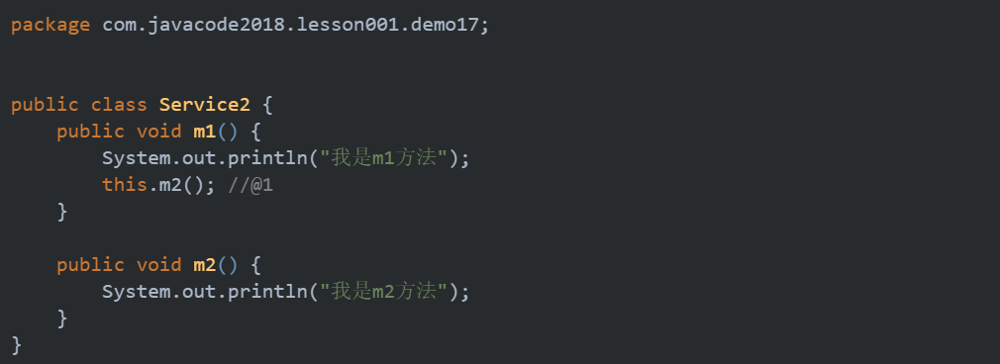 package com.javacode2018.lesson001.demo17;
public class Service2 {
    public void m1() {
        System.out.println("我是m1方法");
        this.m2(); //@1
    }
    public void m2() {
        System.out.println("我是m2方法");
    }
}